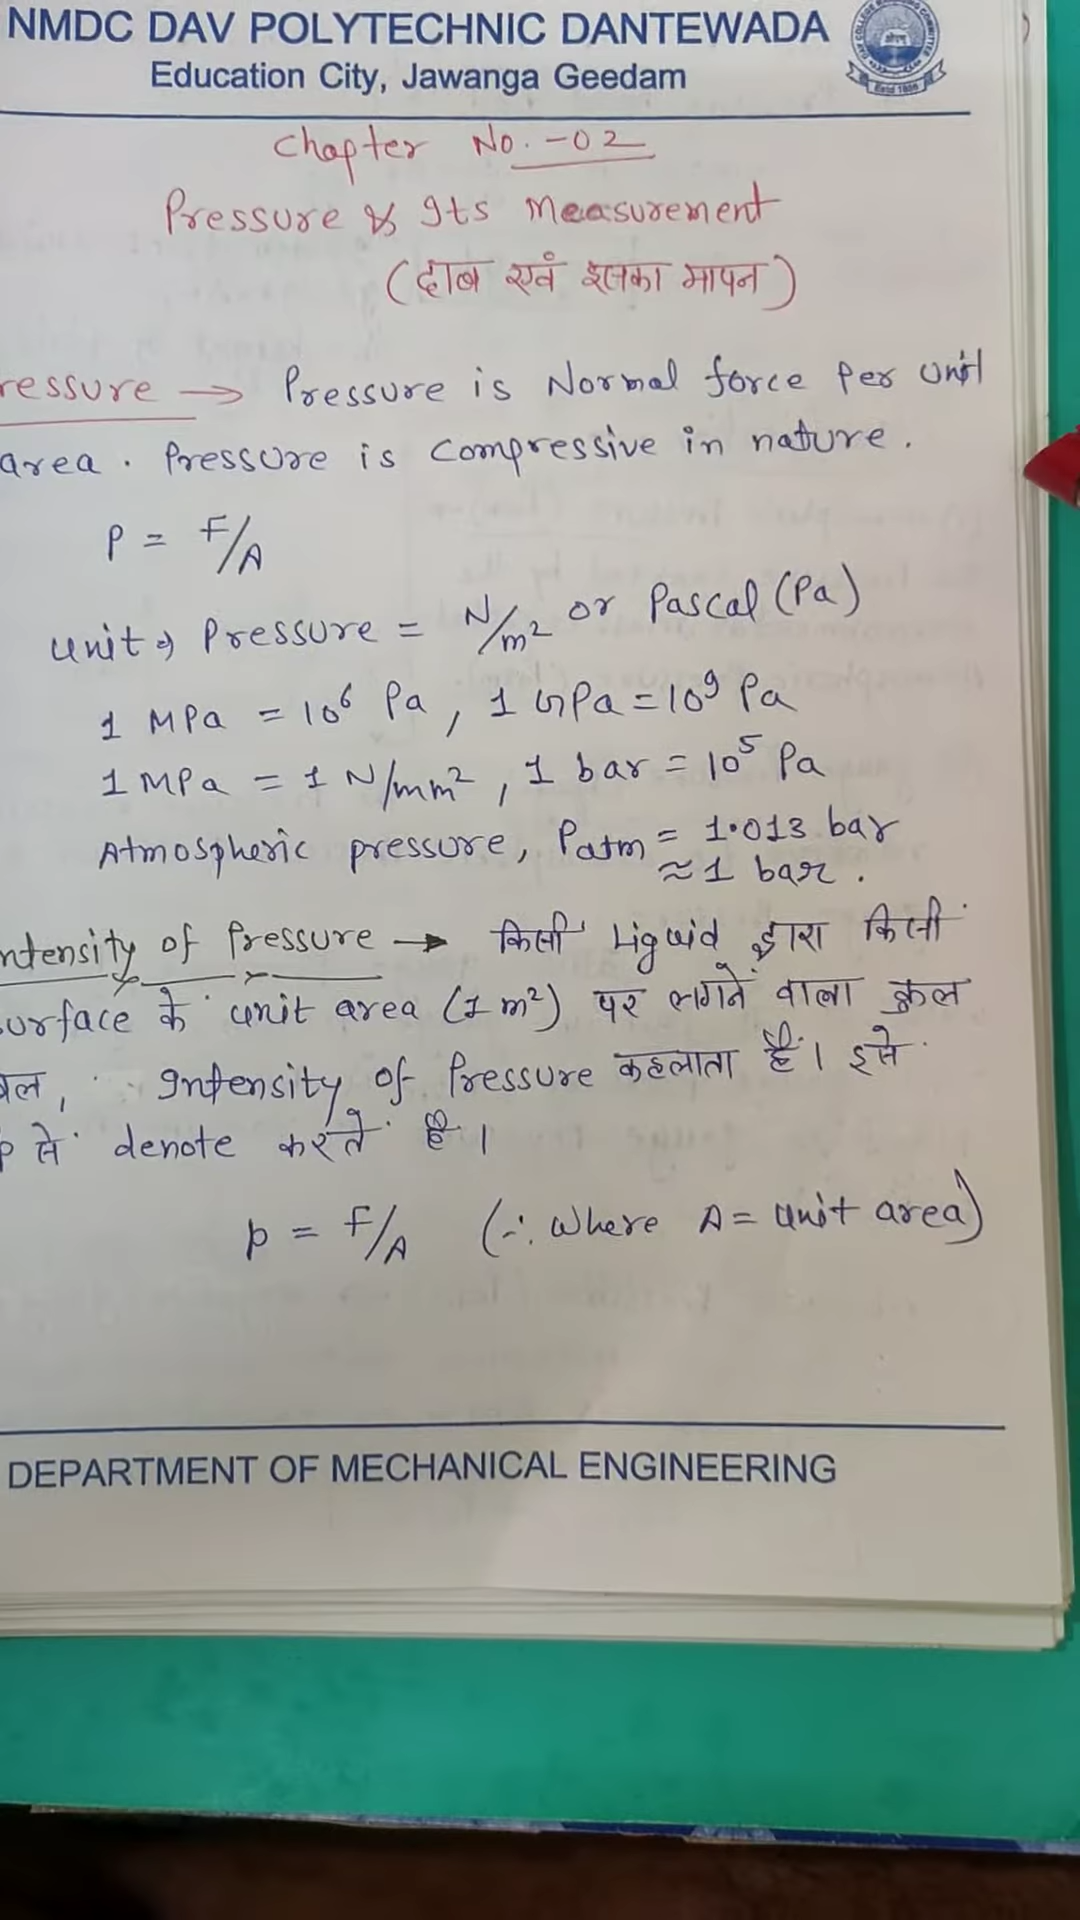 NMDC DAV POLYTECHNIC DANTEWADA
Education City, Jawanga Geedam
Chapter No. -02
Pressure & Its Measurement
(दाब एवं इसका मापन)
ressure → Pressure is Normal force Per Unit
area. Pressure is Compressive in nature.
P = F/A
Unit ⇒ Pressure = N/m² or Pascal (Pa)
1 MPa = 10⁶ Pa, 1 GPa = 10⁹ Pa
1 MPa = 1 N/mm², 1 bar = 10⁵ Pa
Atmospheric pressure, Patm = 1.013 bar
≈ 1 bar.
ntensity of Pressure → किसी Liquid द्वारा किसी
urface के unit area (1 m²) पर लगने वाला कुल
बल, Intensity of Pressure कहलाता है। इसे
P से denote करते है।
p = F/A (∴ where A = unit area)
DEPARTMENT OF MECHANICAL ENGINEERING